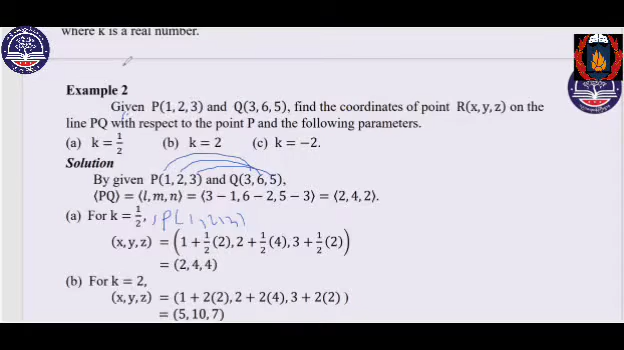 where k is a real number.
Example 2
Given P(1, 2, 3) and Q(3, 6, 5), find the coordinates of point R(x, y, z) on the
line PQ with respect to the point P and the following parameters.
(a) k = 1/2 (b) k = 2 (c) k = −2.
Solution
By given P(1, 2, 3) and Q(3, 6, 5),
⟨PQ⟩ = ⟨l, m, n⟩ = ⟨3 − 1, 6 − 2, 5 − 3⟩ = ⟨2, 4, 2⟩.
(a) For k = 1/2, P(1,2,3)
(x, y, z) = (1 + 1/2(2), 2 + 1/2(4), 3 + 1/2(2))
= (2, 4, 4)
(b) For k = 2,
(x, y, z) = (1 + 2(2), 2 + 2(4), 3 + 2(2) )
= (5, 10, 7)